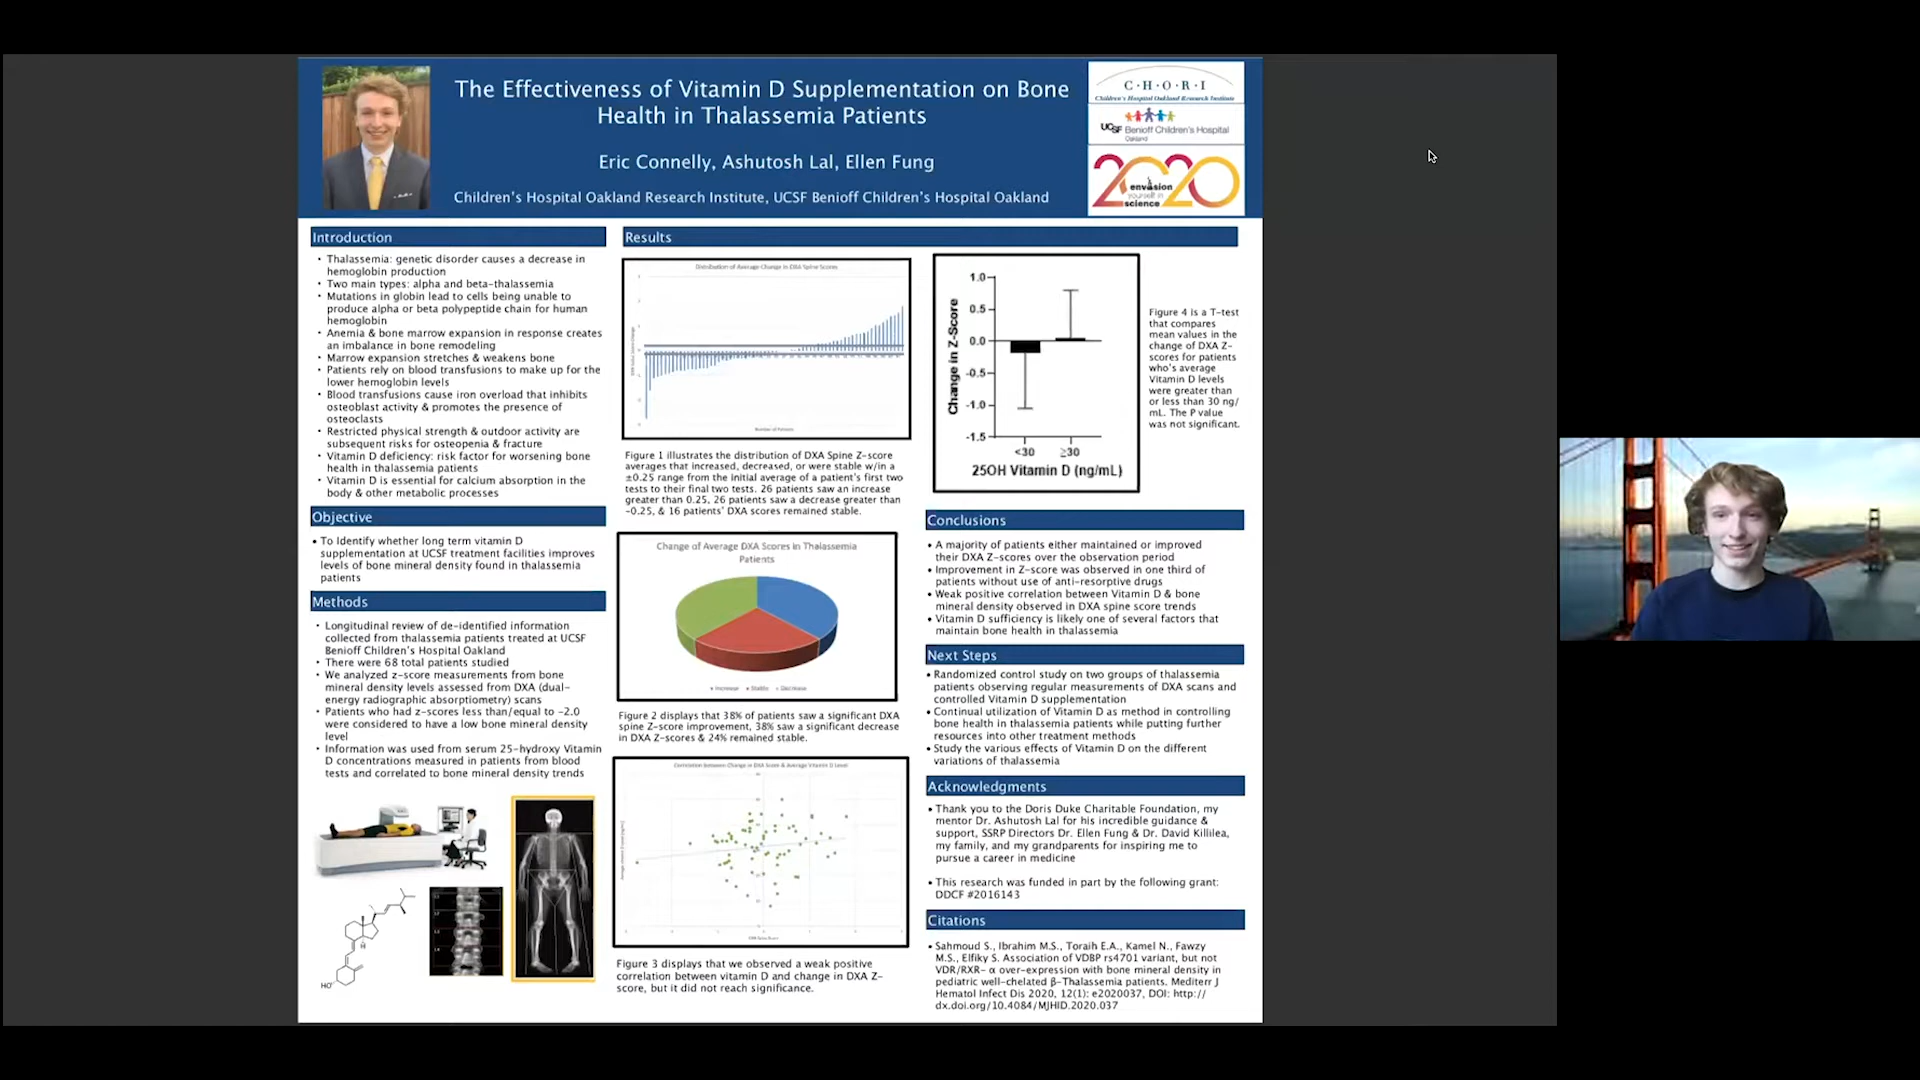 The Effectiveness of Vitamin D Supplementation on Bone
Health in Thalassemia Patients
Eric Connelly, Ashutosh Lal, Ellen Fung
Children's Hospital Oakland Research Institute, UCSF Benioff Children's Hospital Oakland
C·H·O·R·I
Children's Hospital Oakland Research Institute
UCSF Benioff Children's Hospital
Oakland
2020
envision
yourself in
science
Introduction
• Thalassemia: genetic disorder causes a decrease in
hemoglobin production
• Two main types: alpha and beta-thalassemia
• Mutations in globin lead to cells being unable to
produce alpha or beta polypeptide chain for human
hemoglobin
• Anemia & bone marrow expansion in response creates
an imbalance in bone remodeling
• Marrow expansion stretches & weakens bone
• Patients rely on blood transfusions to make up for the
lower hemoglobin levels
• Blood transfusions cause iron overload that inhibits
osteoblast activity & promotes the presence of
osteoclasts
• Restricted physical strength & outdoor activity are
subsequent risks for osteopenia & fracture
• Vitamin D deficiency: risk factor for worsening bone
health in thalassemia patients
• Vitamin D is essential for calcium absorption in the
body & other metabolic processes
Objective
• To Identify whether long term vitamin D
supplementation at UCSF treatment facilities improves
levels of bone mineral density found in thalassemia
patients
Methods
• Longitudinal review of de-identified information
collected from thalassemia patients treated at UCSF
Benioff Children's Hospital Oakland
• There were 68 total patients studied
• We analyzed z-score measurements from bone
mineral density levels assessed from DXA (dual-
energy radiographic absorptiometry) scans
• Patients who had z-scores less than/equal to -2.0
were considered to have a low bone mineral density
level
• Information was used from serum 25-hydroxy Vitamin
D concentrations measured in patients from blood
tests and correlated to bone mineral density trends
H
HO
Results
Distribution of Average Change in DXA Spine Scores
Number of Patients
Figure 1 illustrates the distribution of DXA Spine Z-score
averages that increased, decreased, or were stable w/in a
±0.25 range from the initial average of a patient's first two
tests to their final two tests. 26 patients saw an increase
greater than 0.25, 26 patients saw a decrease greater than
-0.25, & 16 patients' DXA scores remained stable.
Change of Average DXA Scores in Thalassemia
Patients
Increase Stable Decrease
Figure 2 displays that 38% of patients saw a significant DXA
spine Z-score improvement, 38% saw a significant decrease
in DXA Z-scores & 24% remained stable.
Correlation between Change in DXA Score & Average Vitamin D Level
Figure 3 displays that we observed a weak positive
correlation between vitamin D and change in DXA Z-
score, but it did not reach significance.
Change in Z-Score
1.0
0.5
0.0
-0.5
-1.0
-1.5
<30 ≥30
25OH Vitamin D (ng/mL)
Figure 4 is a T-test
that compares
mean values in the
change of DXA Z-
scores for patients
who's average
Vitamin D levels
were greater than
or less than 30 ng/
mL. The P value
was not significant.
Conclusions
• A majority of patients either maintained or improved
their DXA Z-scores over the observation period
• Improvement in Z-score was observed in one third of
patients without use of anti-resorptive drugs
• Weak positive correlation between Vitamin D & bone
mineral density observed in DXA spine score trends
• Vitamin D sufficiency is likely one of several factors that
maintain bone health in thalassemia
Next Steps
• Randomized control study on two groups of thalassemia
patients observing regular measurements of DXA scans and
controlled Vitamin D supplementation
• Continual utilization of Vitamin D as method in controlling
bone health in thalassemia patients while putting further
resources into other treatment methods
• Study the various effects of Vitamin D on the different
variations of thalassemia
Acknowledgments
• Thank you to the Doris Duke Charitable Foundation, my
mentor Dr. Ashutosh Lal for his incredible guidance &
support, SSRP Directors Dr. Ellen Fung & Dr. David Killilea,
my family, and my grandparents for inspiring me to
pursue a career in medicine
• This research was funded in part by the following grant:
DDCF #2016143
Citations
• Sahmoud S., Ibrahim M.S., Toraih E.A., Kamel N., Fawzy
M.S., Elfiky S. Association of VDBP rs4701 variant, but not
VDR/RXR- α over-expression with bone mineral density in
pediatric well-chelated β-Thalassemia patients. Mediterr J
Hematol Infect Dis 2020, 12(1): e2020037, DOI: http://
dx.doi.org/10.4084/MJHID.2020.037